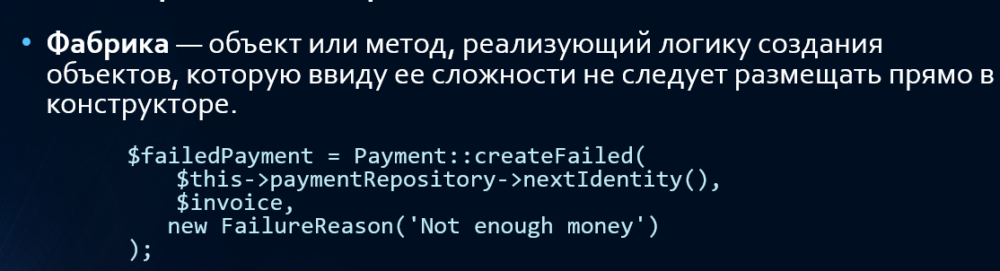 • Фабрика — объект или метод, реализующий логику создания
объектов, которую ввиду ее сложности не следует размещать прямо в
конструкторе.
$failedPayment = Payment::createFailed(
$this->paymentRepository->nextIdentity(),
$invoice,
new FailureReason('Not enough money')
);